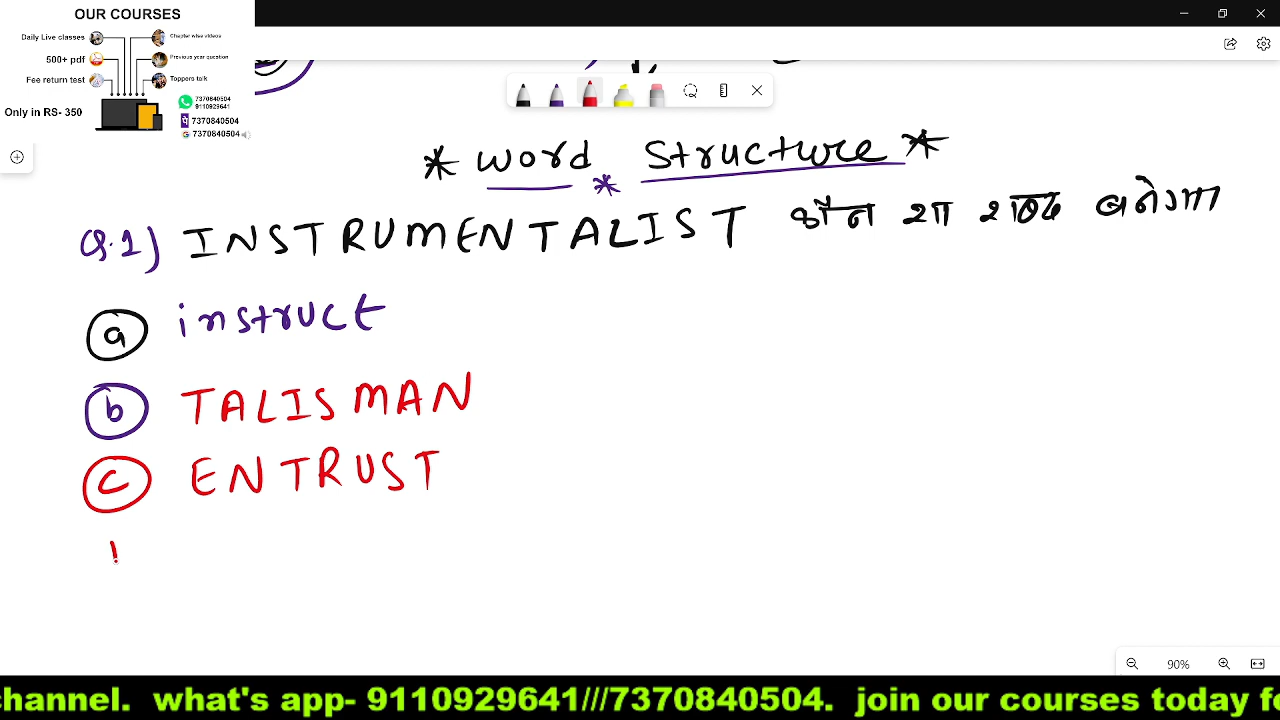 OUR COURSES
Daily Live classes
Chapter wise videos
500+ pdf
Previous year question
Fee return test
Toppers talk
Only in RS- 350
7370840504
9110929641
7370840504
7370840504
* word structure *
*
Q.1) INSTRUMENTALIST कौन सा शब्द बनेगा
a instruct
b TALISMAN
c ENTRUST
90%
channel. what's app- 9110929641///7370840504. join our courses today fo